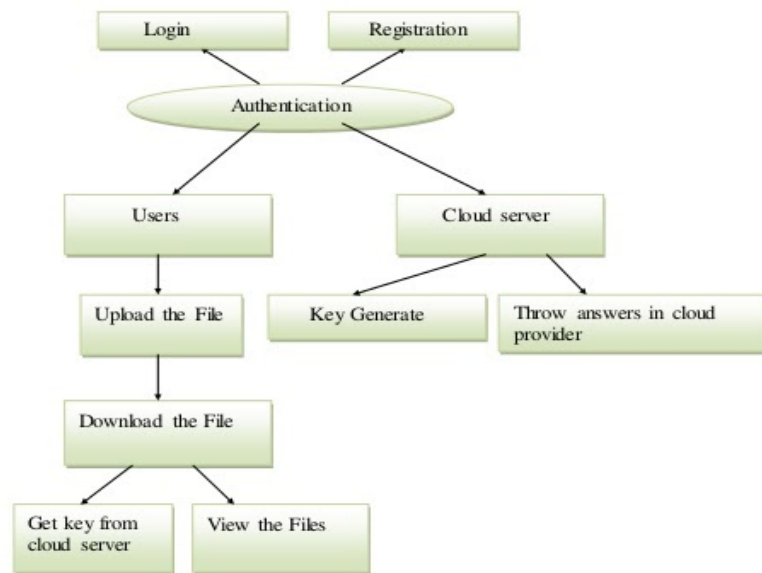 Login
Registration
Authentication
Users
Cloud server
Upload the File
Key Generate
Throw answers in cloud
provider
Download the File
Get key from
cloud server
View the Files